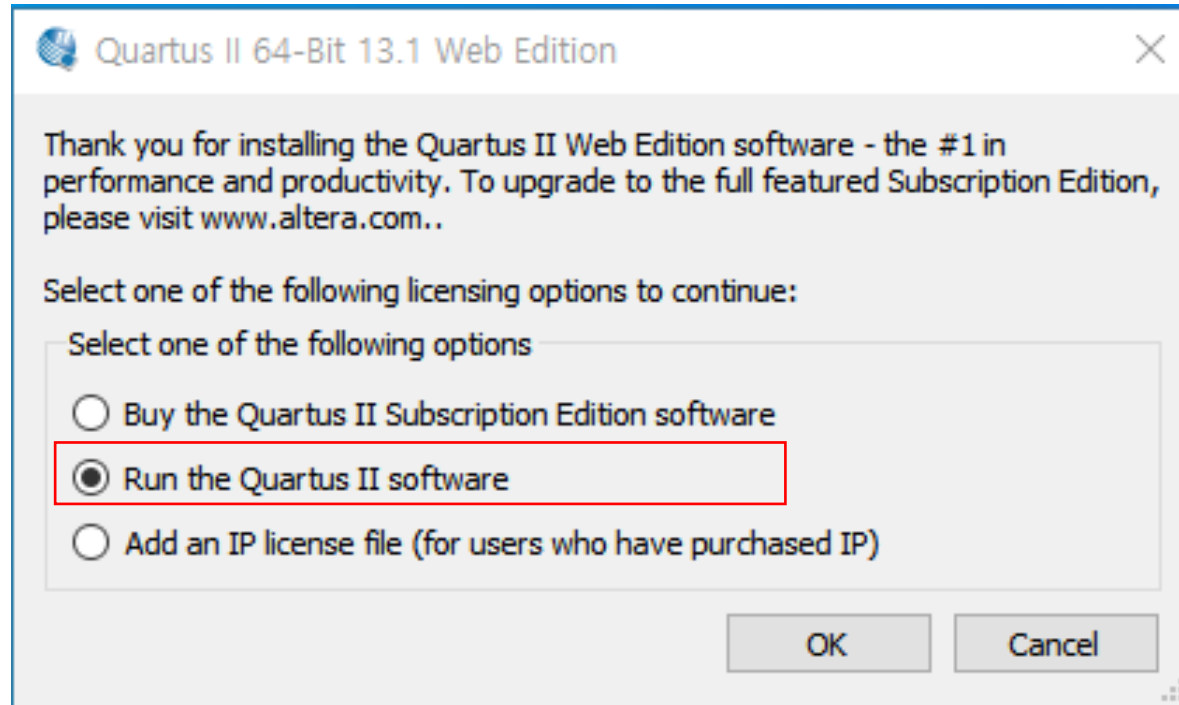 Quartus II 64-Bit 13.1 Web Edition
Thank you for installing the Quartus II Web Edition software - the #1 in
performance and productivity. To upgrade to the full featured Subscription Edition,
please visit www.altera.com..
Select one of the following licensing options to continue:
Select one of the following options
Buy the Quartus II Subscription Edition software
Run the Quartus II software
Add an IP license file (for users who have purchased IP)
OK Cancel